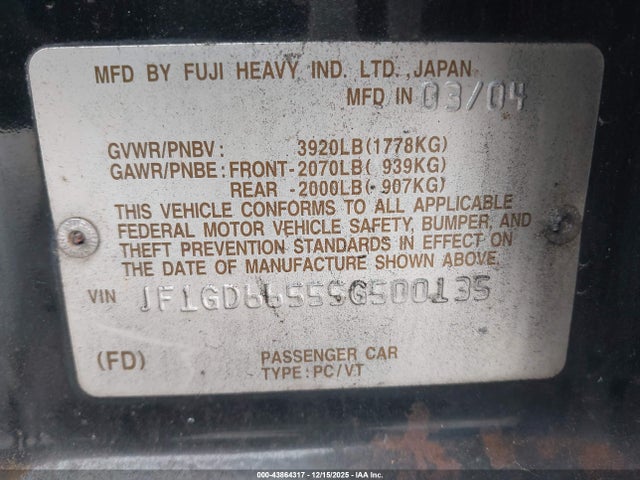 MFD BY FUJI HEAVY IND. LTD.,JAPAN
MFD IN 03/04
GVWR/PNBV: 3920LB(1778KG)
GAWR/PNBE:FRONT-2070LB( 939KG)
REAR -2000LB( 907KG)
THIS VEHICLE CONFORMS TO ALL APPLICABLE
FEDERAL MOTOR VEHICLE SAFETY, BUMPER, AND
THEFT PREVENTION STANDARDS IN EFFECT ON
THE DATE OF MANUFACTURE SHOWN ABOVE.
VIN JF1GD66555G500135
(FD) PASSENGER CAR
TYPE:PC/VT
000-43864317 - 12/15/2025 - IAA Inc.